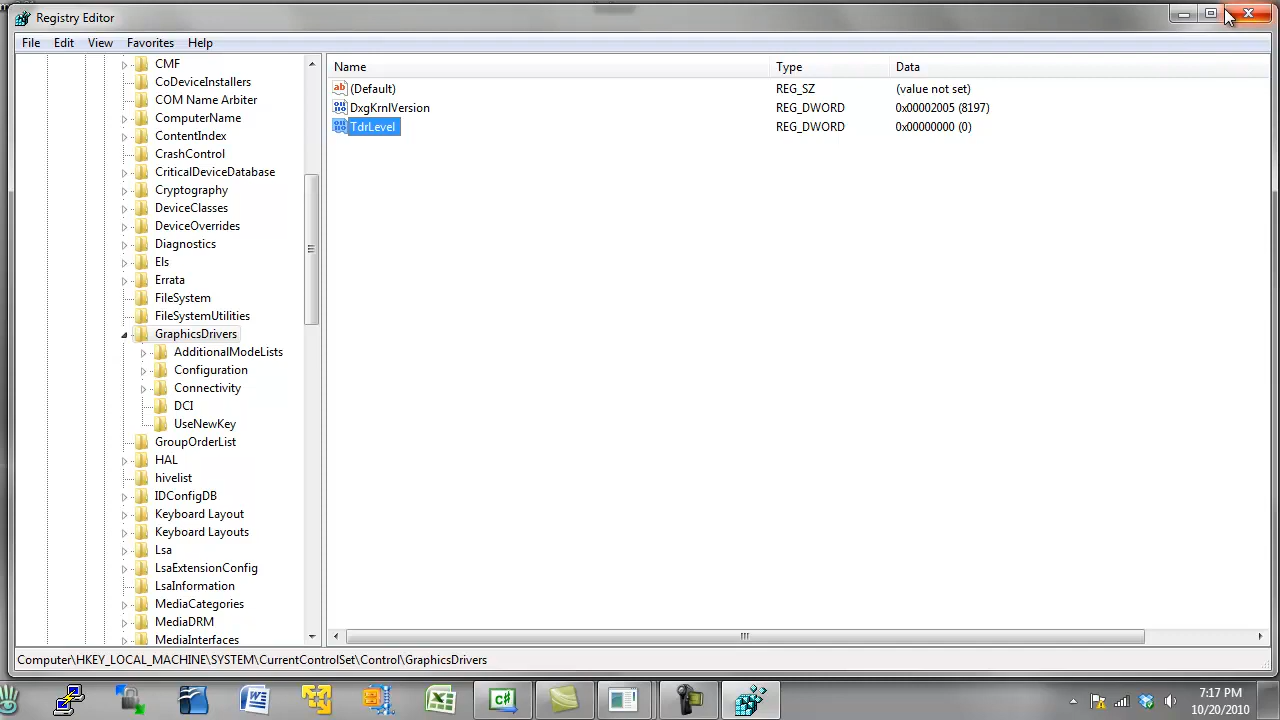 Registry Editor
File Edit View Favorites Help
Name Type Data
CMF
CoDeviceInstallers
COM Name Arbiter
ComputerName
ContentIndex
CrashControl
CriticalDeviceDatabase
Cryptography
DeviceClasses
DeviceOverrides
Diagnostics
Els
Errata
FileSystem
FileSystemUtilities
GraphicsDrivers
AdditionalModeLists
Configuration
Connectivity
DCI
UseNewKey
GroupOrderList
HAL
hivelist
IDConfigDB
Keyboard Layout
Keyboard Layouts
Lsa
LsaExtensionConfig
LsaInformation
MediaCategories
MediaDRM
MediaInterfaces
(Default) REG_SZ (value not set)
DxgKrnlVersion REG_DWORD 0x00002005 (8197)
TdrLevel REG_DWORD 0x00000000 (0)
Computer\HKEY_LOCAL_MACHINE\SYSTEM\CurrentControlSet\Control\GraphicsDrivers
7:17 PM
10/20/2010